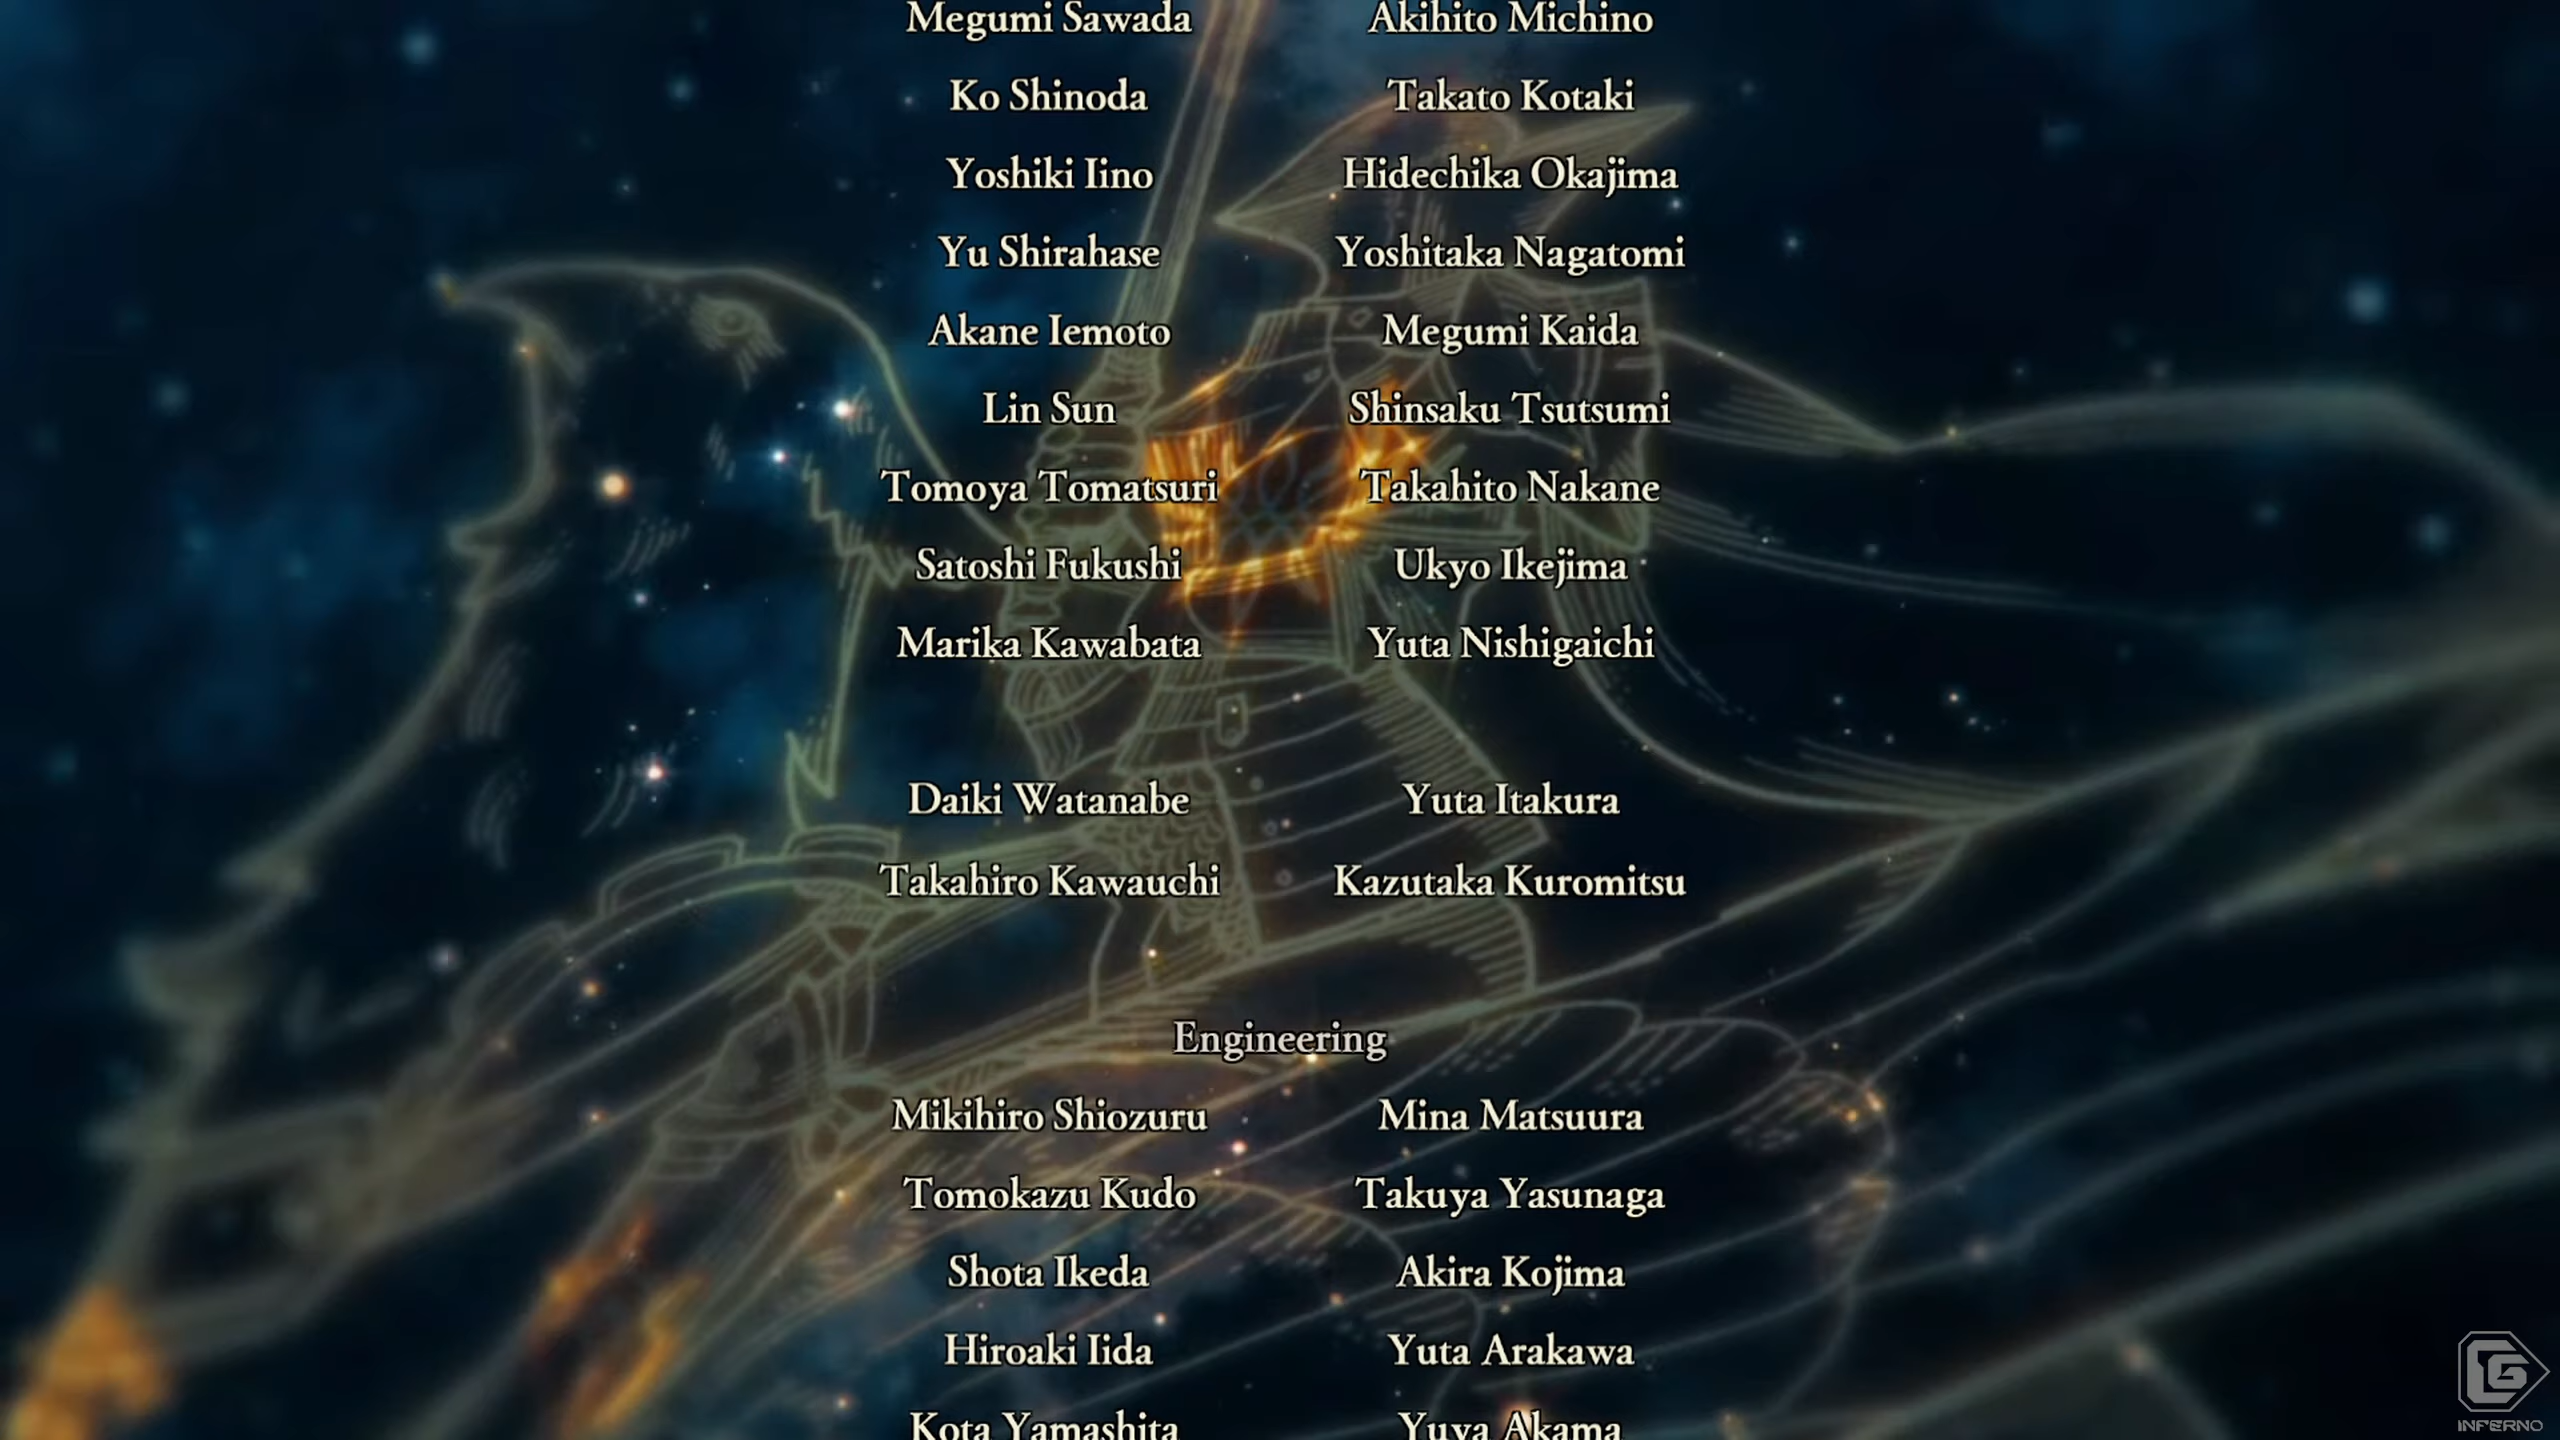 Megumi Sawada Akihito Michino
Ko Shinoda Takato Kotaki
Yoshiki Iino Hidechika Okajima
Yu Shirahase Yoshitaka Nagatomi
Akane Iemoto Megumi Kaida
Lin Sun Shinsaku Tsutsumi
Tomoya Tomatsuri Takahito Nakane
Satoshi Fukushi Ukyo Ikejima
Marika Kawabata Yuta Nishigaichi
Daiki Watanabe Yuta Itakura
Takahiro Kawauchi Kazutaka Kuromitsu
Engineering
Mikihiro Shiozuru Mina Matsuura
Tomokazu Kudo Takuya Yasunaga
Shota Ikeda Akira Kojima
Hiroaki Iida Yuta Arakawa
Kota Yamashita Yuya Akama
INFERNO